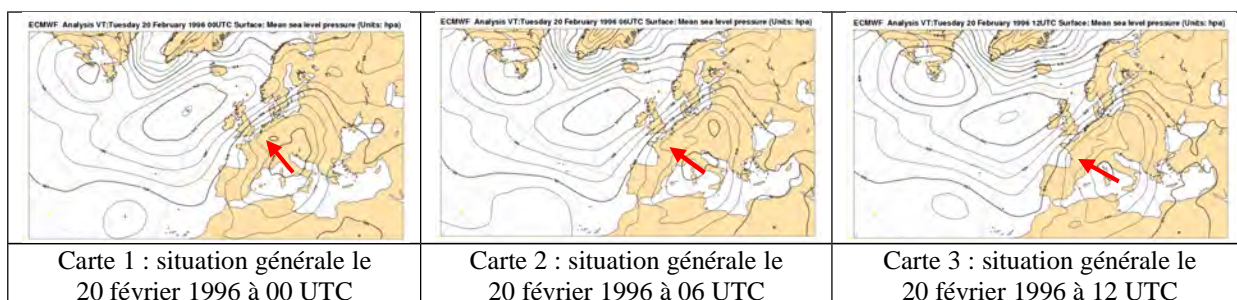 ECMWF Analysis VT:Tuesday 20 February 1996 00UTC Surface: Mean sea level pressure (Units: hpa)
ECMWF Analysis VT:Tuesday 20 February 1996 06UTC Surface: Mean sea level pressure (Units: hpa)
ECMWF Analysis VT:Tuesday 20 February 1996 12UTC Surface: Mean sea level pressure (Units: hpa)
Carte 1 : situation générale le
20 février 1996 à 00 UTC
Carte 2 : situation générale le
20 février 1996 à 06 UTC
Carte 3 : situation générale le
20 février 1996 à 12 UTC